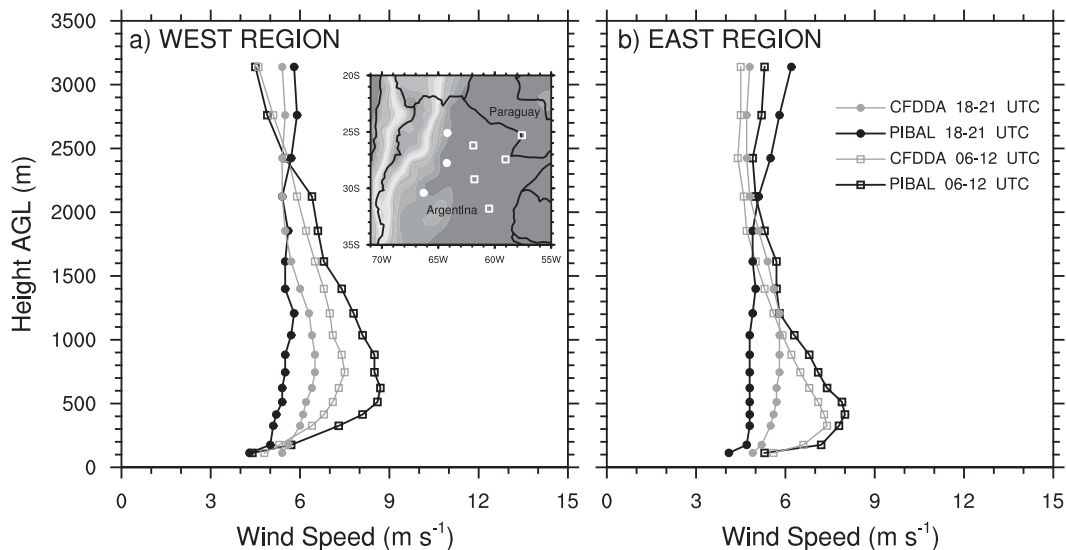 a) WEST REGION
b) EAST REGION
3500
3000
2500
2000
1500
1000
500
0
Height AGL (m)
20S
25S
30S
35S
70W 65W 60W 55W
Paraguay
Argentina
CFDDA 18-21 UTC
PIBAL 18-21 UTC
CFDDA 06-12 UTC
PIBAL 06-12 UTC
0 3 6 9 12 15
0 3 6 9 12 15
Wind Speed (m s⁻¹)
Wind Speed (m s⁻¹)